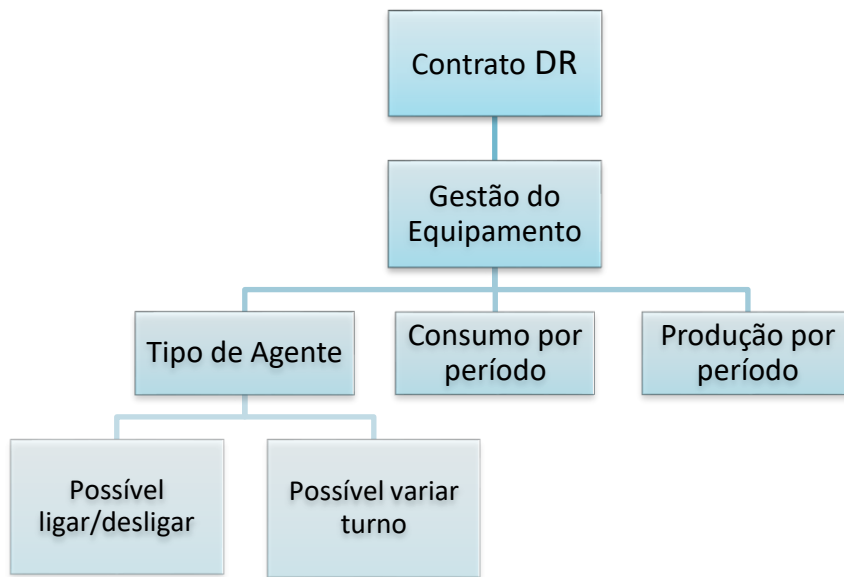 Contrato DR
Gestão do
Equipamento
Tipo de Agente
Consumo por
período
Produção por
período
Possível
ligar/desligar
Possível variar
turno